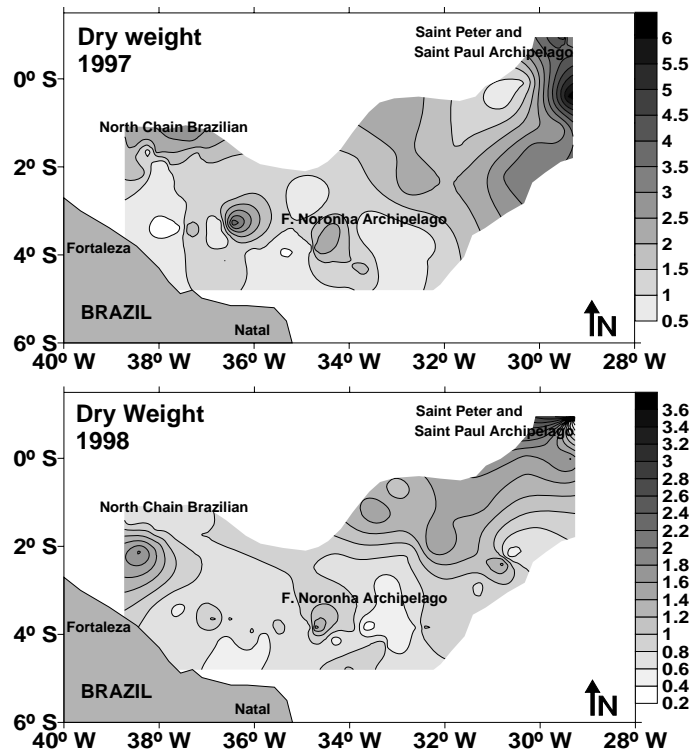 Dry weight
1997
Saint Peter and
Saint Paul Archipelago
North Chain Brazilian
F. Noronha Archipelago
Fortaleza
BRAZIL
Natal
N
0º S
2º S
4º S
6º S
40º W 38º W 36º W 34º W 32º W 30º W 28º W
6
5.5
5
4.5
4
3.5
3
2.5
2
1.5
1
0.5
Dry Weight
1998
Saint Peter and
Saint Paul Archipelago
North Chain Brazilian
F. Noronha Archipelago
Fortaleza
BRAZIL
Natal
N
0º S
2º S
4º S
6º S
40º W 38º W 36º W 34º W 32º W 30º W 28º W
3.6
3.4
3.2
3
2.8
2.6
2.4
2.2
2
1.8
1.6
1.4
1.2
1
0.8
0.6
0.4
0.2